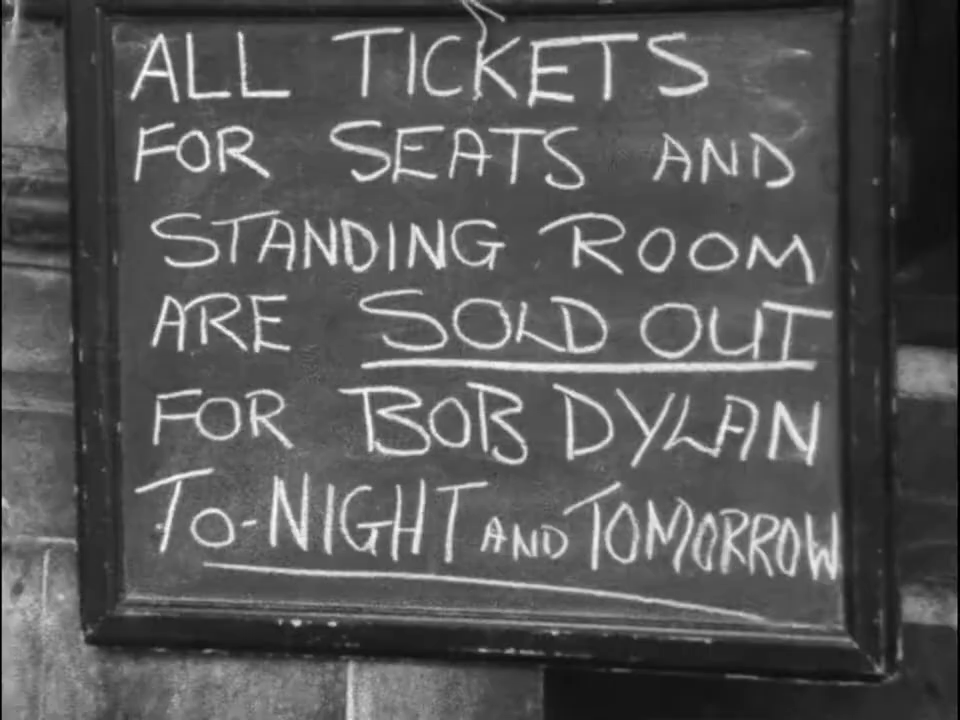 ALL TICKETS
FOR SEATS AND
STANDING ROOM
ARE SOLD OUT
FOR BOB DYLAN
TO-NIGHT AND TOMORROW